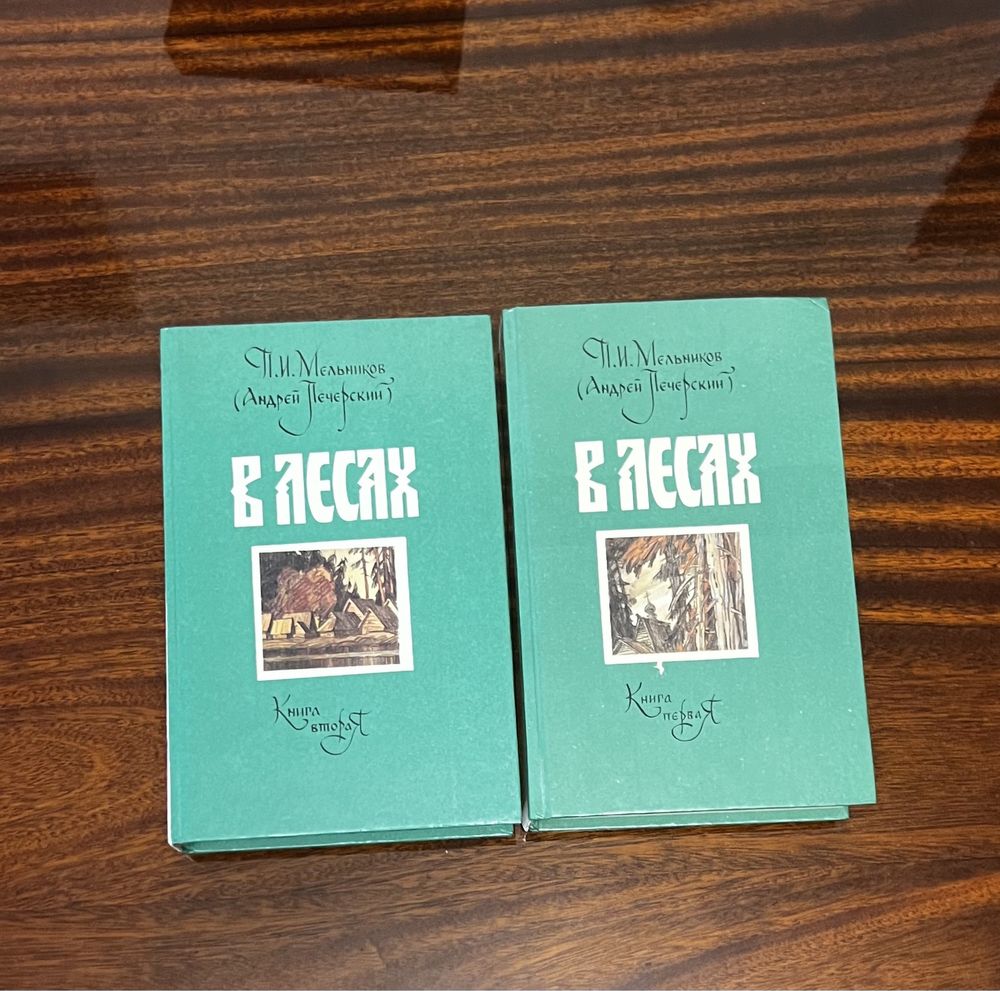 П.И. Мельников
(Андрей Печерский)
В ЛЕСАХ
Книга
вторая
П.И. Мельников
(Андрей Печерский)
В ЛЕСАХ
Книга
первая